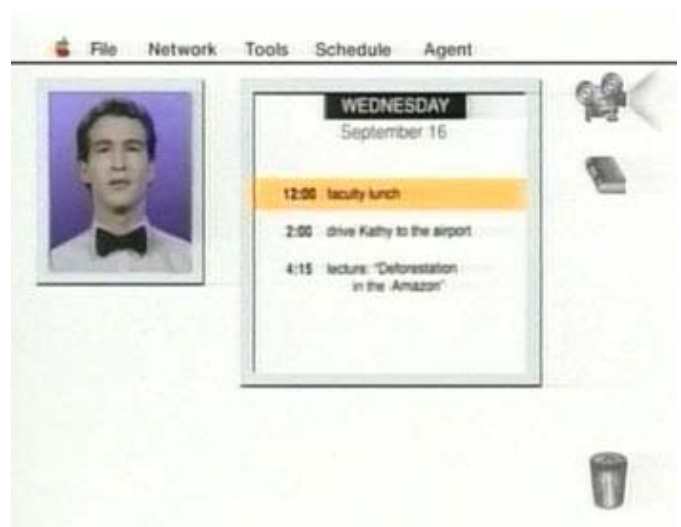 File Network Tools Schedule Agent
WEDNESDAY
September 16
12:00 faculty lunch
2:00 drive Kathy to the airport
4:15 lecture: "Deforestation
in the Amazon"